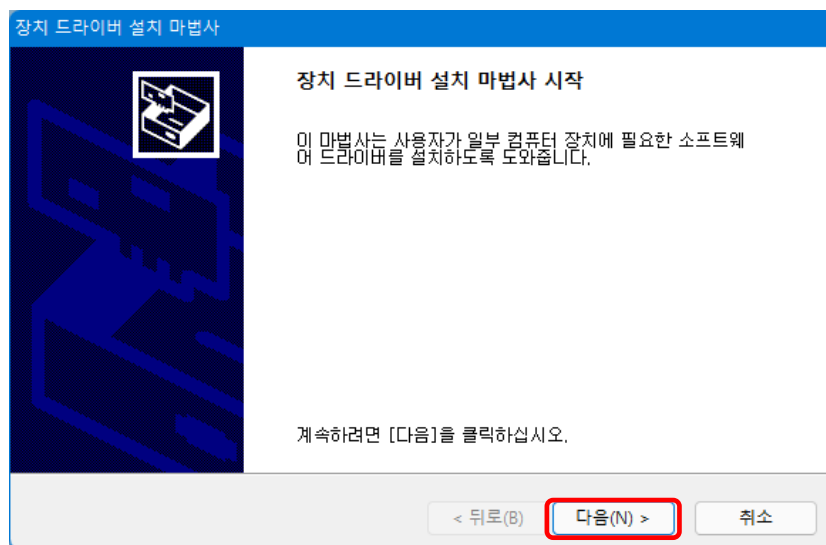 장치 드라이버 설치 마법사
장치 드라이버 설치 마법사 시작
이 마법사는 사용자가 일부 컴퓨터 장치에 필요한 소프트웨
어 드라이버를 설치하도록 도와줍니다.
계속하려면 [다음]을 클릭하십시오.
< 뒤로(B) 다음(N) > 취소